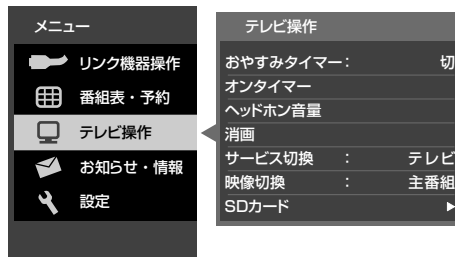 メニュー
リンク機器操作
番組表・予約
テレビ操作
お知らせ・情報
設定
テレビ操作
おやすみタイマー： 切
オンタイマー
ヘッドホン音量
消画
サービス切換 ： テレビ
映像切換 ： 主番組
SDカード